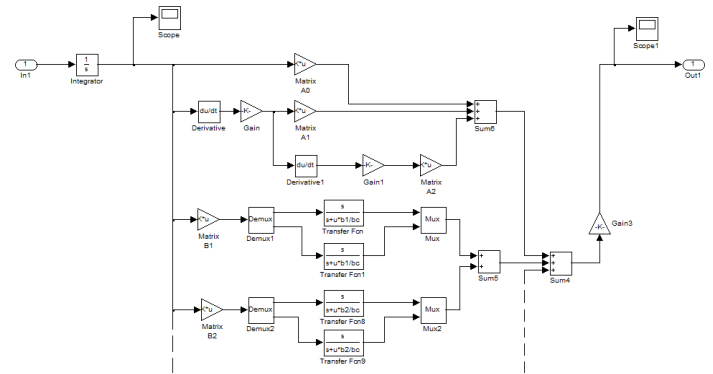 Scope
Scope1
1
In1
1
s
Integrator
K*u
Matrix
A0
1
Out1
du/dt
Derivative
-K-
Gain
K*u
Matrix
A1
+
+
+
Sum6
du/dt
Derivative1
-K-
Gain1
K*u
Matrix
A2
K*u
Matrix
B1
Demux
Demux1
s
s+u*b1/bc
Transfer Fcn
s
s+u*b1/bc
Transfer Fcn1
Mux
Mux
-K-
Gain3
+
+
Sum5
+
+
+
Sum4
K*u
Matrix
B2
Demux
Demux2
s
s+u*b2/bc
Transfer Fcn8
s
s+u*b2/bc
Transfer Fcn9
Mux
Mux2